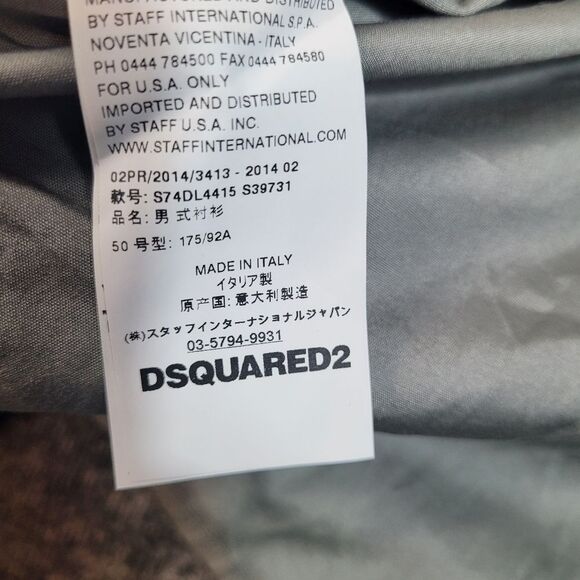 MANUFACTURED AND DISTRIBUTED
BY STAFF INTERNATIONAL S.P.A.
NOVENTA VICENTINA - ITALY
PH 0444 784500 FAX 0444 784580
FOR U.S.A. ONLY
IMPORTED AND DISTRIBUTED
BY STAFF U.S.A. INC.
WWW.STAFFINTERNATIONAL.COM
02PR/2014/3413 - 2014 02
款号: S74DL4415 S39731
品名: 男 式衬衫
50 号型: 175/92A
MADE IN ITALY
イタリア製
原产国: 意大利製造
(株)スタッフインターナショナルジャパン
03-5794-9931
DSQUARED2